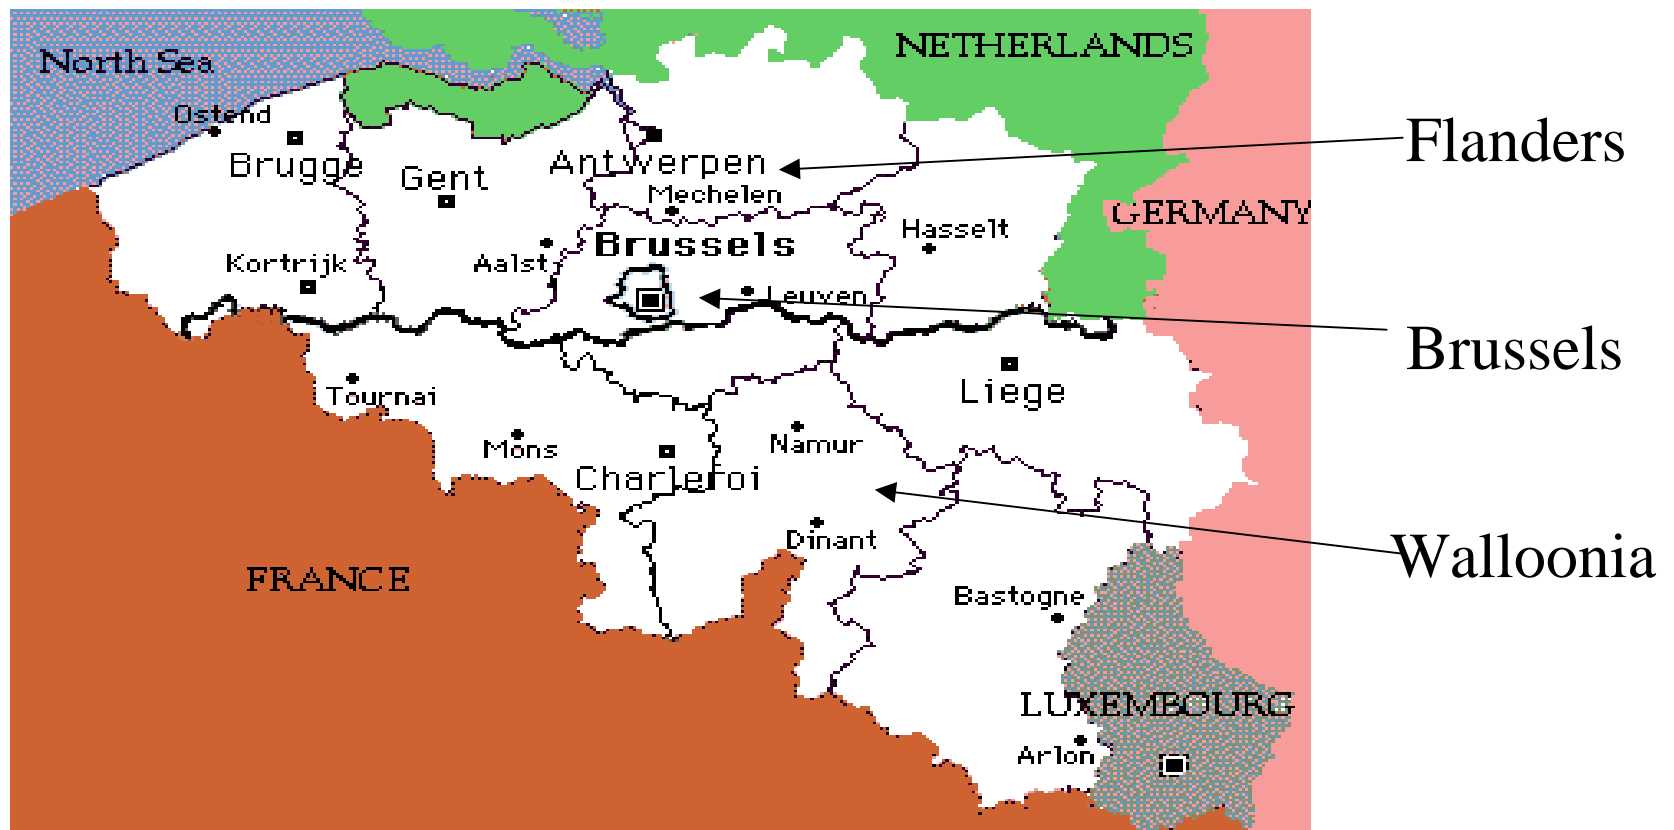 North Sea
NETHERLANDS
Ostend
Flanders
Brugge
Antwerpen
Gent
Mechelen
GERMANY
Hasselt
Brussels
Kortrijk
Aalst
Leuven
Brussels
Liege
Tournai
Namur
Mons
Charleroi
Dinant
Walloonia
FRANCE
Bastogne
LUXEMBOURG
Arlon